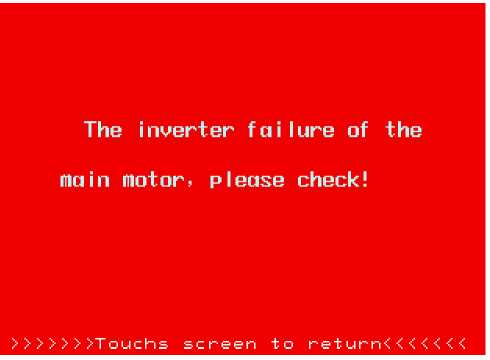 The inverter failure of the
main motor, please check!
>>>>>>>Touchs screen to return<<<<<<<